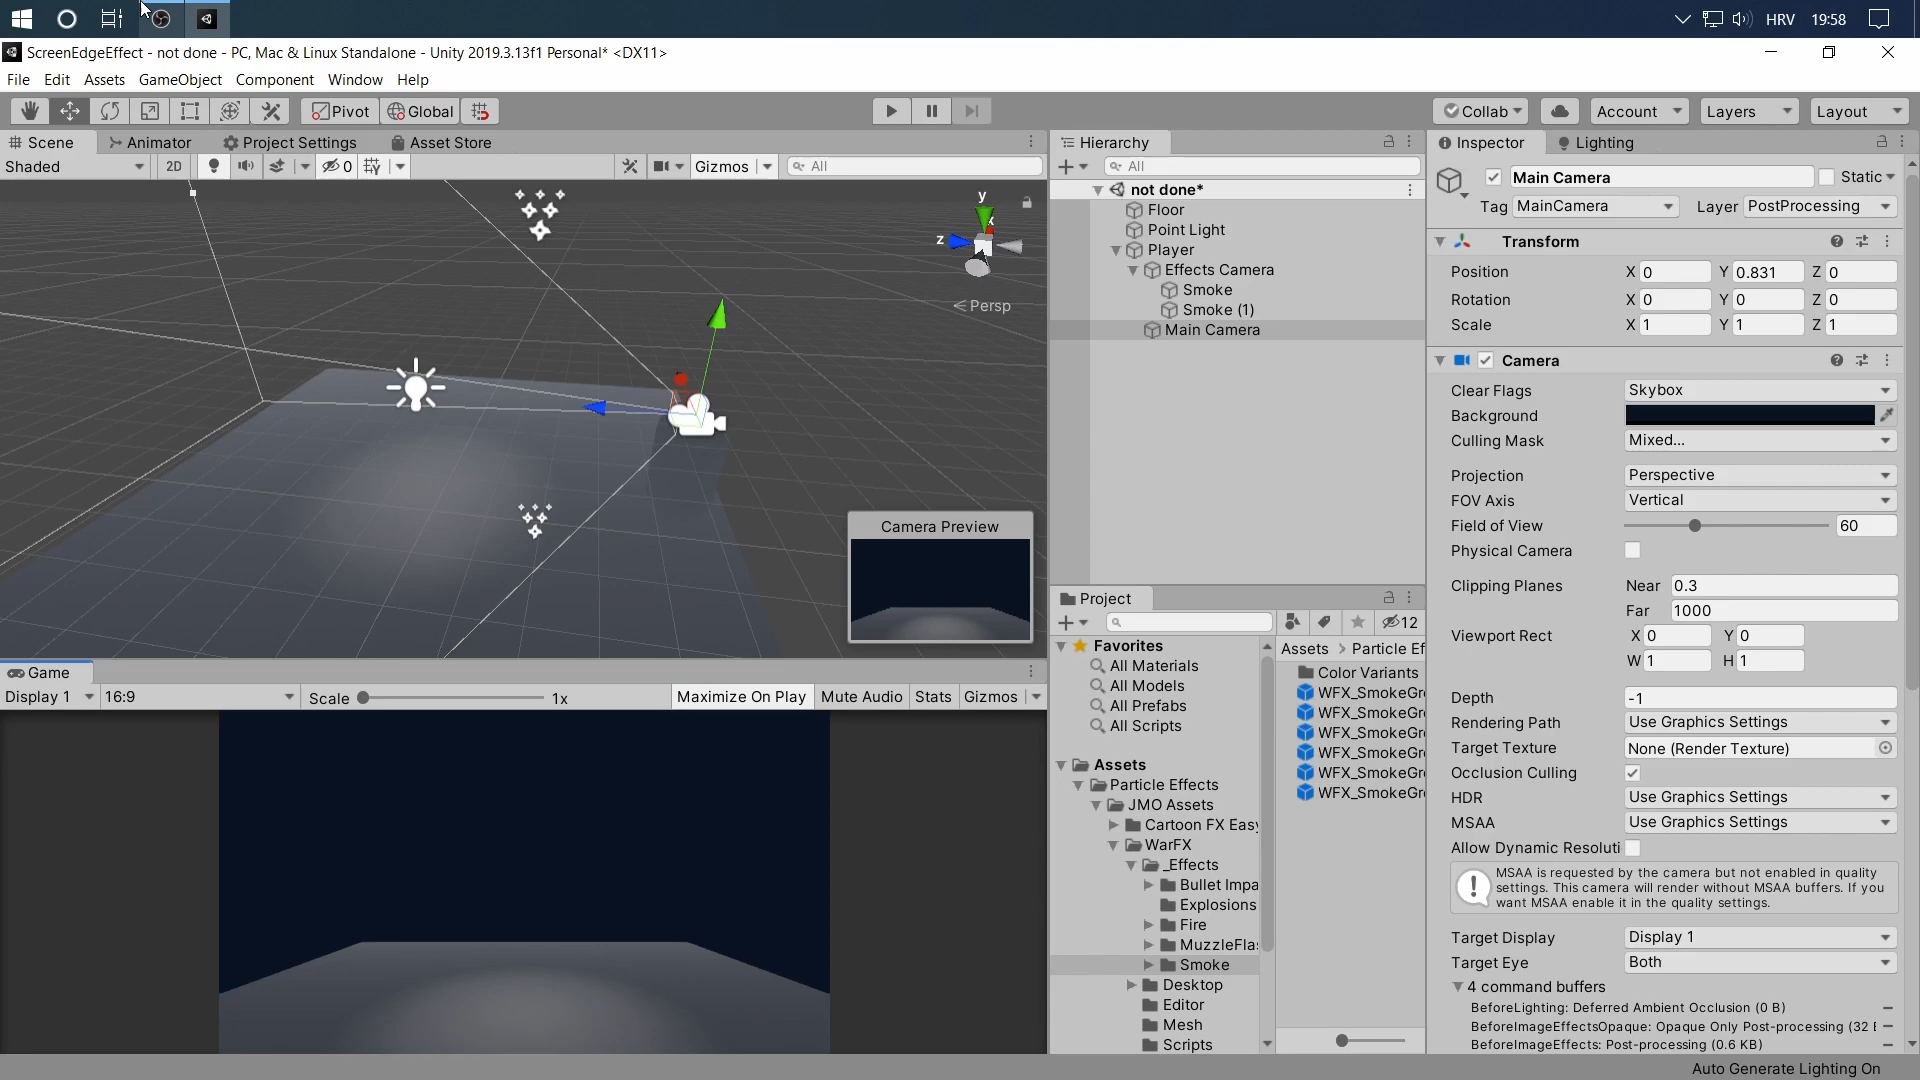 HRV 19:58
ScreenEdgeEffect - not done - PC, Mac & Linux Standalone - Unity 2019.3.13f1 Personal* <DX11>
File Edit Assets GameObject Component Window Help
Pivot Global Collab Account Layers Layout
Scene Animator Project Settings Asset Store
Shaded 2D 0 Gizmos All
y
x
z
Persp
Camera Preview
Game
Display 1 16:9 Scale 1x Maximize On Play Mute Audio Stats Gizmos
Hierarchy
All
not done*
Floor
Point Light
Player
Effects Camera
Smoke
Smoke (1)
Main Camera
Project
12
Favorites
All Materials
All Models
All Prefabs
All Scripts
Assets
Particle Effects
JMO Assets
Cartoon FX Easy
WarFX
_Effects
Bullet Impa
Explosions
Fire
MuzzleFla
Smoke
Desktop
Editor
Mesh
Scripts
Assets > Particle Ef
Color Variants
WFX_SmokeGr
WFX_SmokeGr
WFX_SmokeGr
WFX_SmokeGr
WFX_SmokeGr
WFX_SmokeGr
Inspector Lighting
Main Camera Static
Tag MainCamera Layer PostProcessing
Transform
Position X 0 Y 0.831 Z 0
Rotation X 0 Y 0 Z 0
Scale X 1 Y 1 Z 1
Camera
Clear Flags Skybox
Background
Culling Mask Mixed...
Projection Perspective
FOV Axis Vertical
Field of View 60
Physical Camera
Clipping Planes Near 0.3
Far 1000
Viewport Rect X 0 Y 0
W 1 H 1
Depth -1
Rendering Path Use Graphics Settings
Target Texture None (Render Texture)
Occlusion Culling
HDR Use Graphics Settings
MSAA Use Graphics Settings
Allow Dynamic Resoluti
MSAA is requested by the camera but not enabled in quality
settings. This camera will render without MSAA buffers. If you
want MSAA enable it in the quality settings.
Target Display Display 1
Target Eye Both
4 command buffers
BeforeLighting: Deferred Ambient Occlusion (0 B)
BeforeImageEffectsOpaque: Opaque Only Post-processing (32
BeforeImageEffects: Post-processing (0.6 KB)
Auto Generate Lighting On